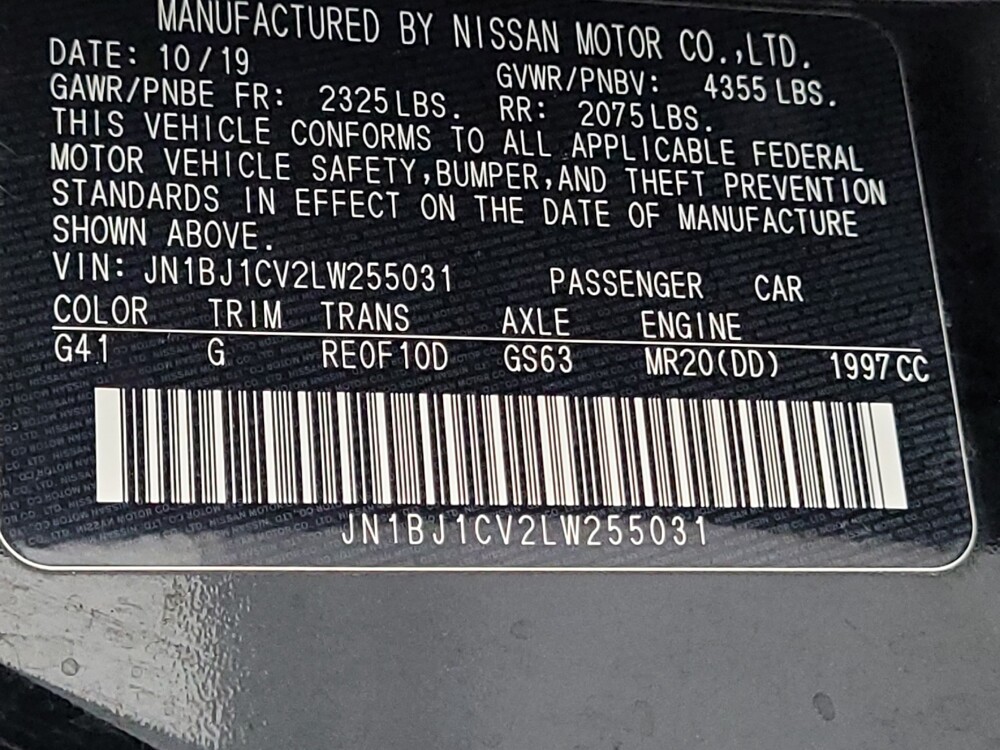 MANUFACTURED BY NISSAN MOTOR CO.,LTD.
DATE: 10/19 GVWR/PNBV: 4355 LBS.
GAWR/PNBE FR: 2325 LBS. RR: 2075 LBS.
THIS VEHICLE CONFORMS TO ALL APPLICABLE FEDERAL
MOTOR VEHICLE SAFETY,BUMPER,AND THEFT PREVENTION
STANDARDS IN EFFECT ON THE DATE OF MANUFACTURE
SHOWN ABOVE.
VIN: JN1BJ1CV2LW255031 PASSENGER CAR
COLOR TRIM TRANS AXLE ENGINE
G41 G RE0F10D GS63 MR20(DD) 1997CC
JN1BJ1CV2LW255031